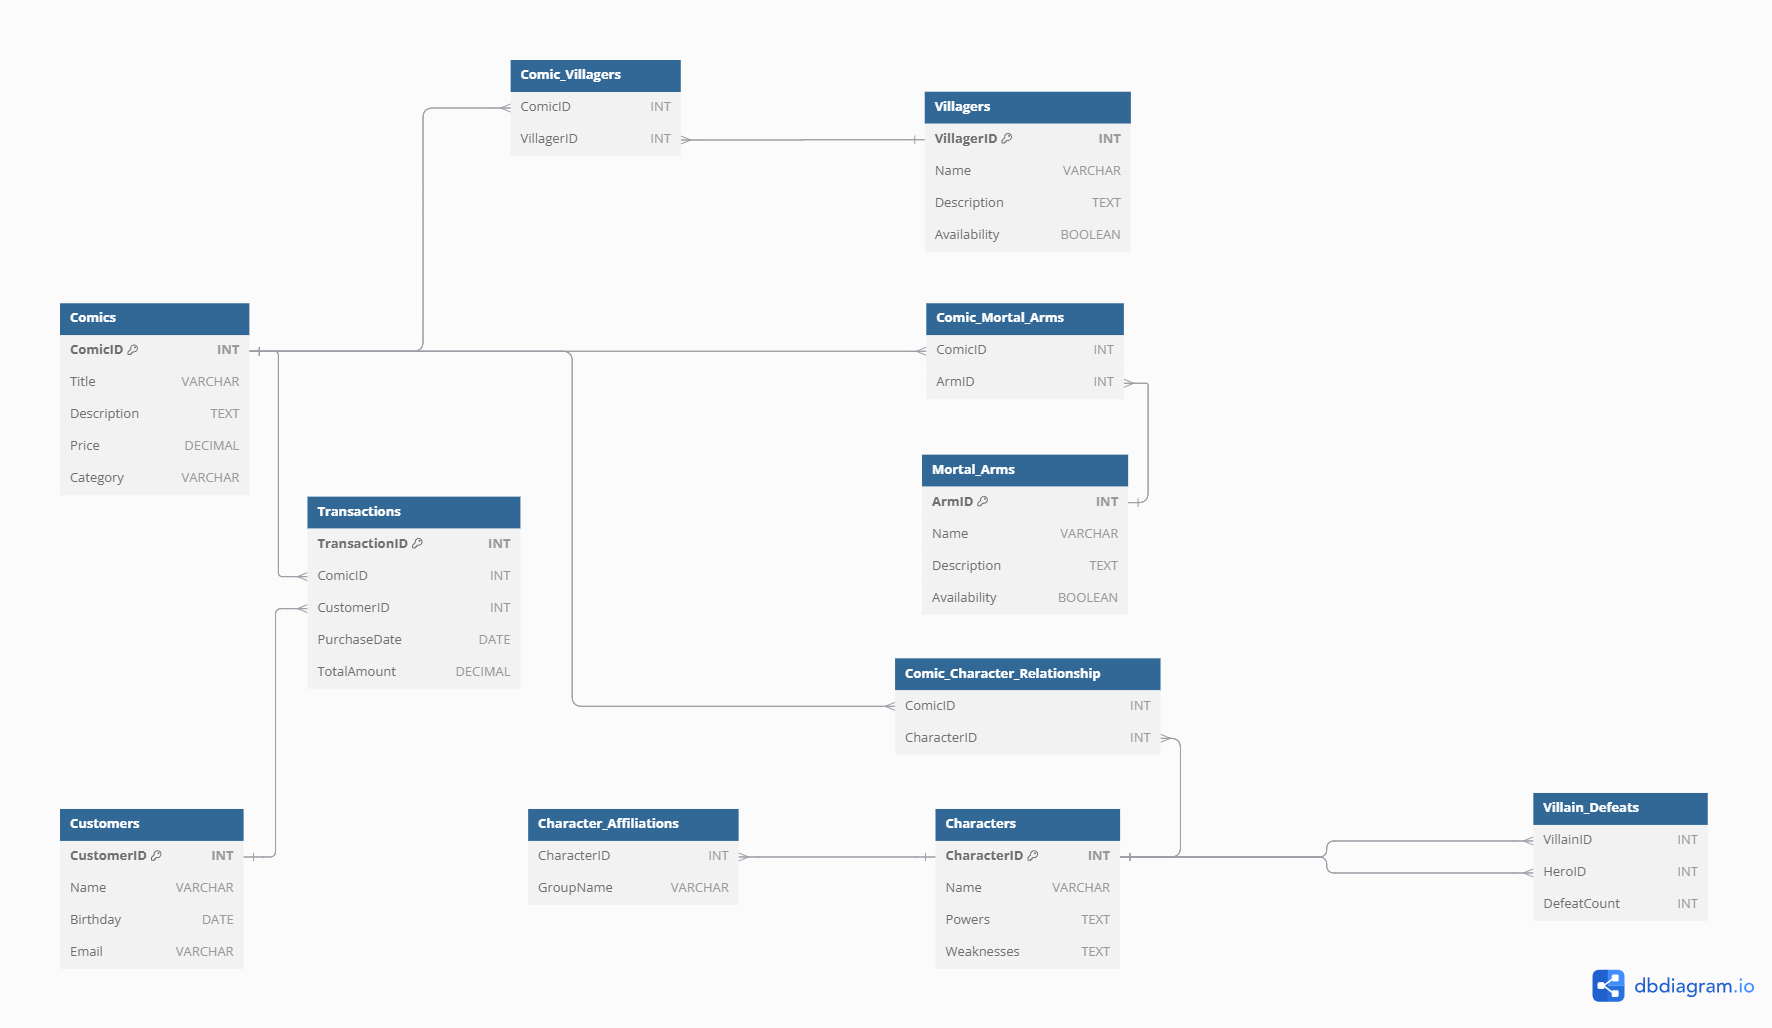 Comic_Villagers
ComicID INT
VillagerID INT
Villagers
VillagerID INT
Name VARCHAR
Description TEXT
Availability BOOLEAN
Comics
ComicID INT
Title VARCHAR
Description TEXT
Price DECIMAL
Category VARCHAR
Comic_Mortal_Arms
ComicID INT
ArmID INT
Mortal_Arms
ArmID INT
Name VARCHAR
Description TEXT
Availability BOOLEAN
Transactions
TransactionID INT
ComicID INT
CustomerID INT
PurchaseDate DATE
TotalAmount DECIMAL
Comic_Character_Relationship
ComicID INT
CharacterID INT
Customers
CustomerID INT
Name VARCHAR
Birthday DATE
Email VARCHAR
Character_Affiliations
CharacterID INT
GroupName VARCHAR
Characters
CharacterID INT
Name VARCHAR
Powers TEXT
Weaknesses TEXT
Villain_Defeats
VillainID INT
HeroID INT
DefeatCount INT
dbdiagram.io